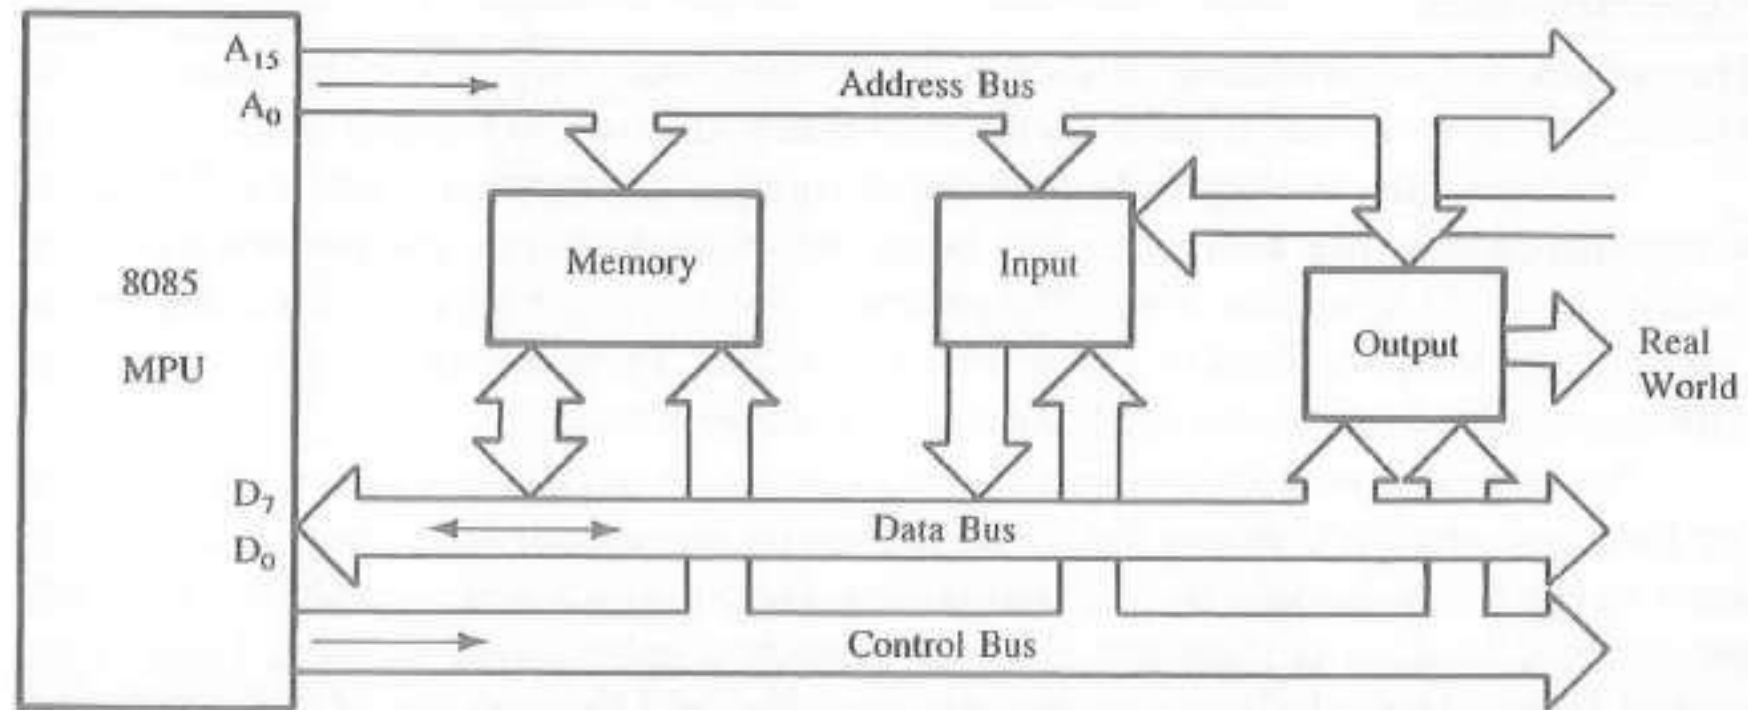 A₁₅
Address Bus
A₀
Memory
Input
8085
MPU
Output
Real
World
D₇
Data Bus
D₀
Control Bus